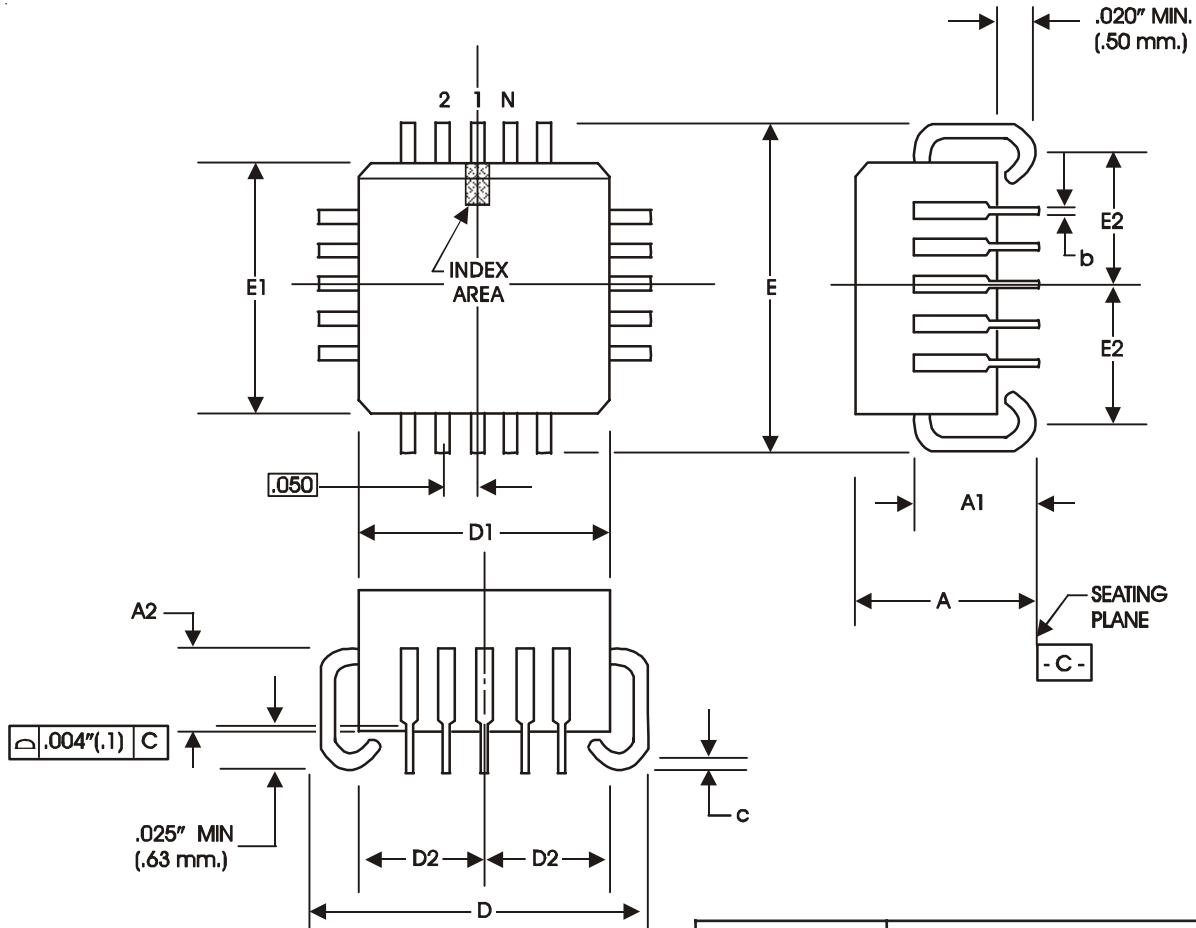 .020" MIN.
(.50 mm.)
2 1 N
E1
INDEX
AREA
E
E2
b
E2
.050
D1
A1
A
SEATING
PLANE
- C -
A2
⌓ .004"(.1) C
.025" MIN
(.63 mm.)
c
D2
D2
D